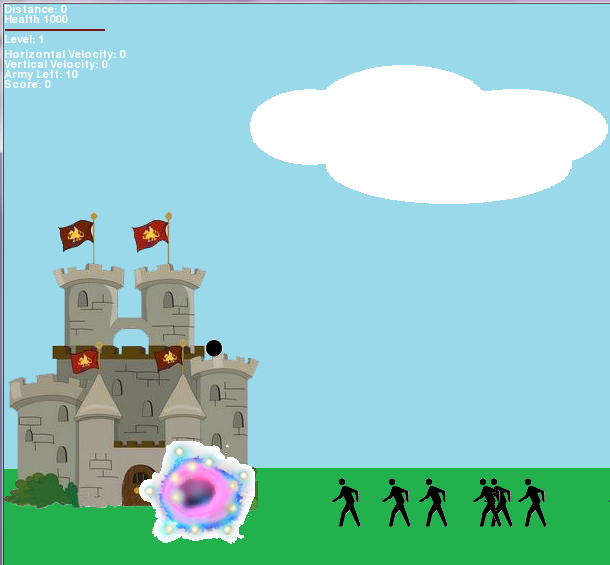 Distance: 0
Health 1000
Level: 1
Horizontal Velocity: 0
Vertical Velocity: 0
Army Left: 10
Score: 0